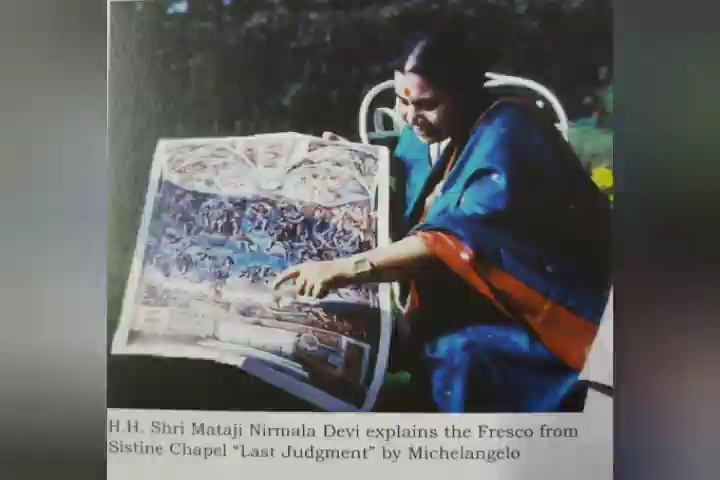 H.H. Shri Mataji Nirmala Devi explains the Fresco from
Sistine Chapel “Last Judgment” by Michelangelo